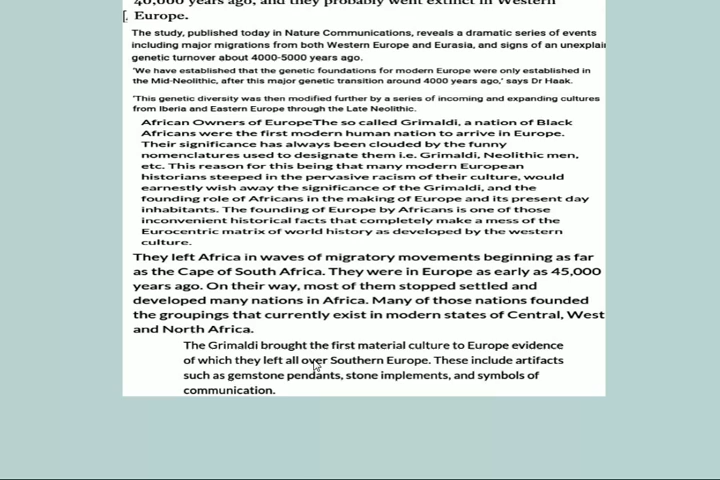 40,000 years ago, and they probably went extinct in Western
[. Europe.
The study, published today in Nature Communications, reveals a dramatic series of events
including major migrations from both Western Europe and Eurasia, and signs of an unexplai
genetic turnover about 4000-5000 years ago.
'We have established that the genetic foundations for modern Europe were only established in
the Mid-Neolithic, after this major genetic transition around 4000 years ago,' says Dr Haak.
'This genetic diversity was then modified further by a series of incoming and expanding cultures
from Iberia and Eastern Europe through the Late Neolithic.
African Owners of EuropeThe so called Grimaldi, a nation of Black
Africans were the first modern human nation to arrive in Europe.
Their significance has always been clouded by the funny
nomenclatures used to designate them i.e. Grimaldi, Neolithic men,
etc. This reason for this being that many modern European
historians steeped in the pervasive racism of their culture, would
earnestly wish away the significance of the Grimaldi, and the
founding role of Africans in the making of Europe and its present day
inhabitants. The founding of Europe by Africans is one of those
inconvenient historical facts that completely make a mess of the
Eurocentric matrix of world history as developed by the western
culture.
They left Africa in waves of migratory movements beginning as far
as the Cape of South Africa. They were in Europe as early as 45,000
years ago. On their way, most of them stopped settled and
developed many nations in Africa. Many of those nations founded
the groupings that currently exist in modern states of Central, West
and North Africa.
The Grimaldi brought the first material culture to Europe evidence
of which they left all over Southern Europe. These include artifacts
such as gemstone pendants, stone implements, and symbols of
communication.